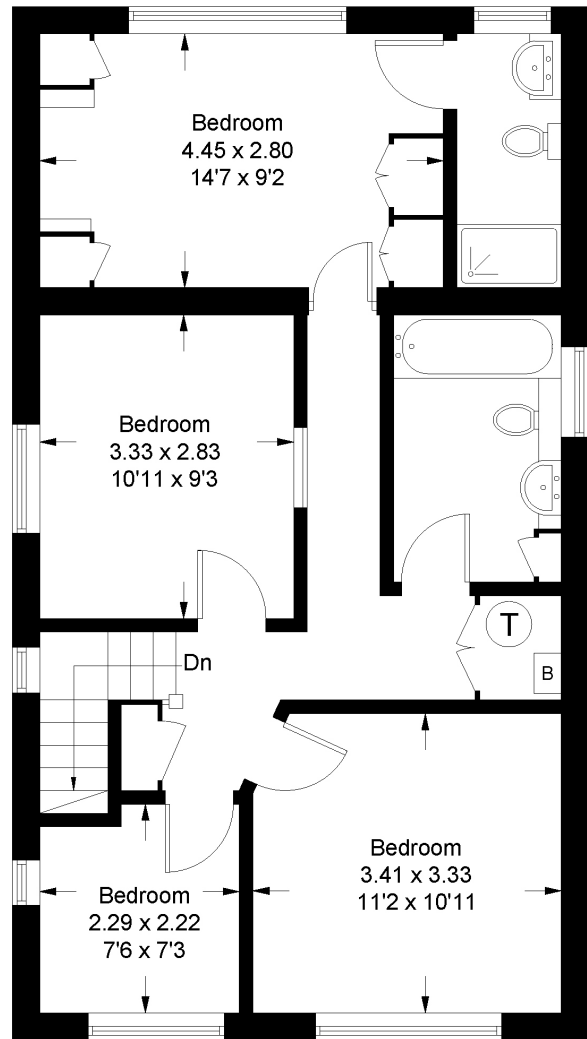 Bedroom
4.45 x 2.80
14'7 x 9'2
Bedroom
3.33 x 2.83
10'11 x 9'3
T
B
Dn
Bedroom
3.41 x 3.33
11'2 x 10'11
Bedroom
2.29 x 2.22
7'6 x 7'3